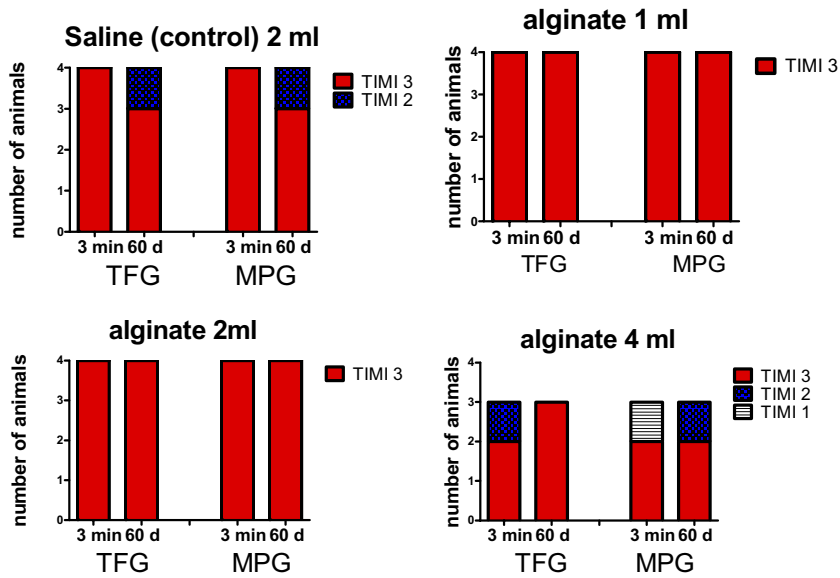 Saline (control) 2 ml
number of animals
4
3
2
1
0
3 min 60 d 3 min 60 d
TFG MPG
TIMI 3
TIMI 2
alginate 1 ml
number of animals
4
3
2
1
0
3 min 60 d 3 min 60 d
TFG MPG
TIMI 3
alginate 2ml
number of animals
4
3
2
1
0
3 min 60 d 3 min 60 d
TFG MPG
TIMI 3
alginate 4 ml
number of animals
4
3
2
1
0
3 min 60 d 3 min 60 d
TFG MPG
TIMI 3
TIMI 2
TIMI 1